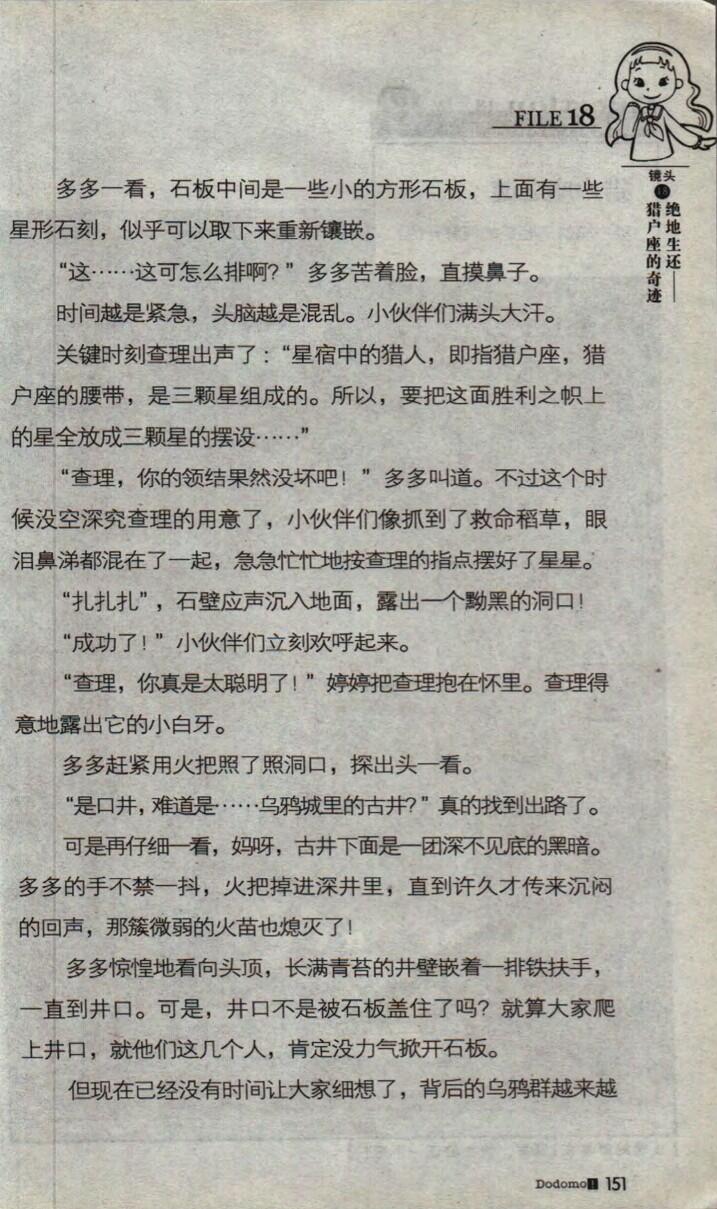 FILE 18
镜头
18
绝地生还——
猎户座的奇迹
多多一看，石板中间是一些小的方形石板，上面有一些
星形石刻，似乎可以取下来重新镶嵌。
“这……这可怎么排啊？”多多苦着脸，直摸鼻子。
时间越是紧急，头脑越是混乱。小伙伴们满头大汗。
关键时刻查理出声了：“星宿中的猎人，即指猎户座，猎
户座的腰带，是三颗星组成的。所以，要把这面胜利之帜上
的星全放成三颗星的摆设……”
“查理，你的领结果然没坏吧！”多多叫道。不过这个时
候没空深究查理的用意了，小伙伴们像抓到了救命稻草，眼
泪鼻涕都混在了一起，急急忙忙地按查理的指点摆好了星星。
“扎扎扎”，石壁应声沉入地面，露出一个黝黑的洞口！
“成功了！”小伙伴们立刻欢呼起来。
“查理，你真是太聪明了！”婷婷把查理抱在怀里。查理得
意地露出它的小白牙。
多多赶紧用火把照了照洞口，探出头一看。
“是口井，难道是……乌鸦城里的古井？”真的找到出路了。
可是再仔细一看，妈呀，古井下面是一团深不见底的黑暗。
多多的手不禁一抖，火把掉进深井里，直到许久才传来沉闷
的回声，那簇微弱的火苗也熄灭了！
多多惊惶地看向头顶，长满青苔的井壁嵌着一排铁扶手，
一直到井口。可是，井口不是被石板盖住了吗？就算大家爬
上井口，就他们这几个人，肯定没力气掀开石板。
但现在已经没有时间让大家细想了，背后的乌鸦群越来越
Dodomo! 151